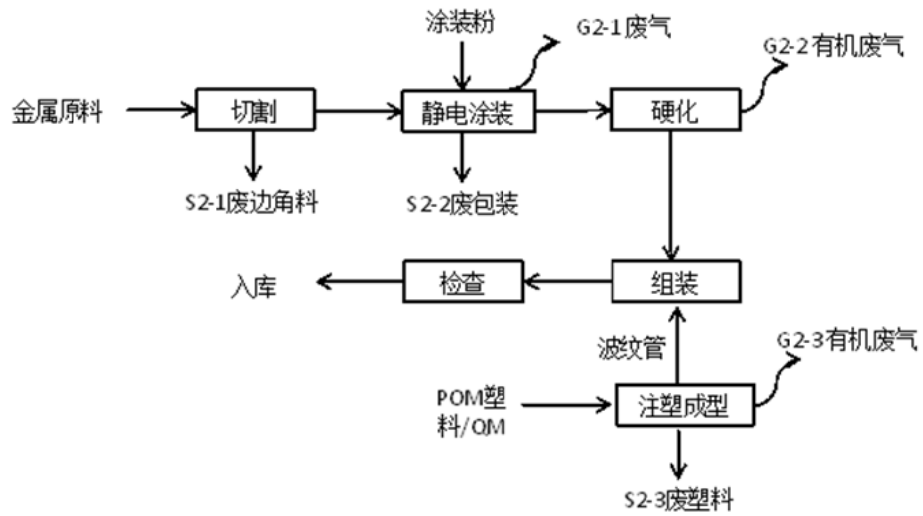 涂装粉
G2-1废气
G2-2有机废气
金属原料
切割
静电涂装
硬化
S2-1废边角料
S2-2废包装
入库
检查
组装
波纹管
G2-3有机废气
POM塑
料/QM
注塑成型
S2-3废塑料